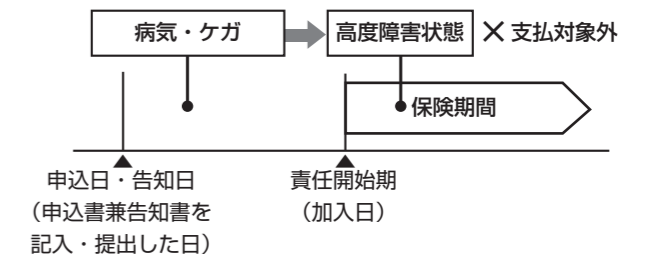 病気・ケガ
高度障害状態
×支払対象外
保険期間
申込日・告知日
（申込書兼告知書を
記入・提出した日）
責任開始期
（加入日）